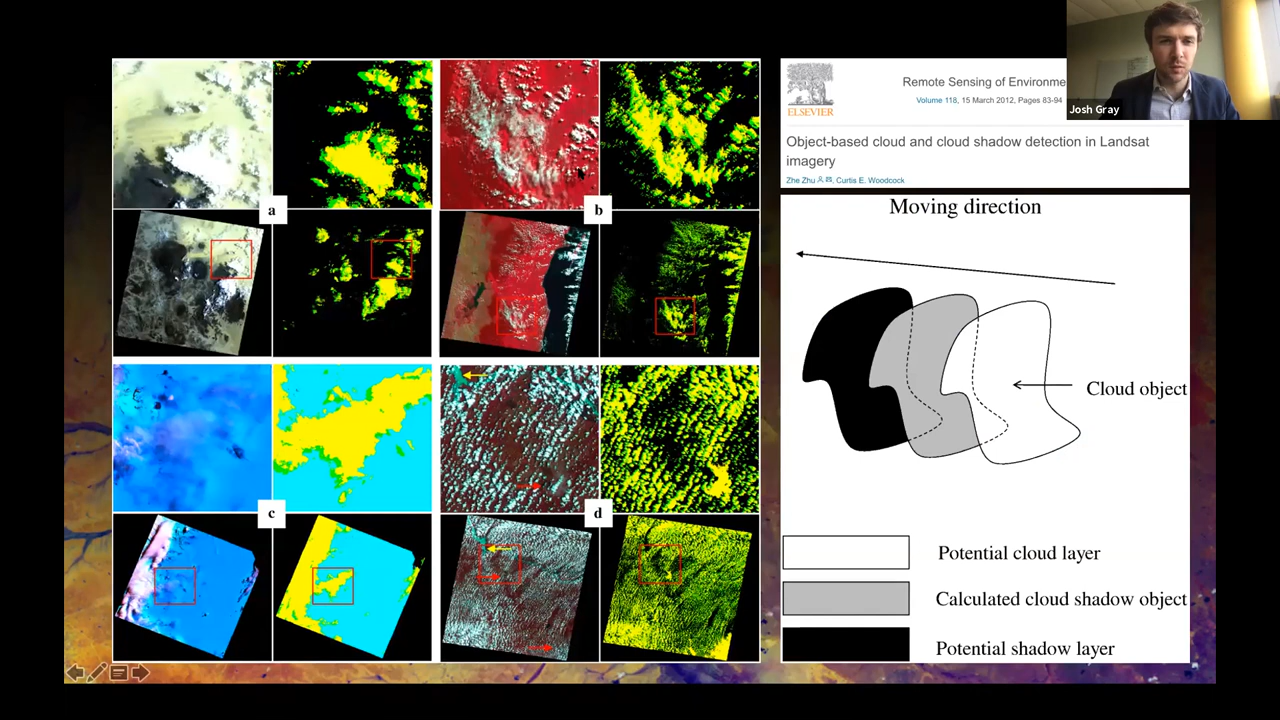 a
b
c
d
ELSEVIER
Remote Sensing of Environme
Volume 118, 15 March 2012, Pages 83-94
Josh Gray
Object-based cloud and cloud shadow detection in Landsat
imagery
Zhe Zhu, Curtis E. Woodcock
Moving direction
Cloud object
Potential cloud layer
Calculated cloud shadow object
Potential shadow layer